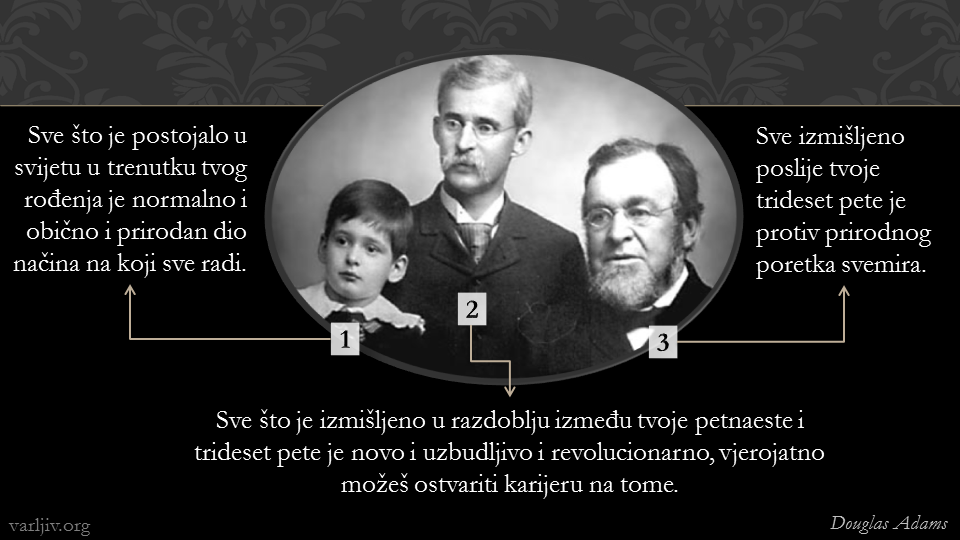 Sve što je postojalo u
svijetu u trenutku tvog
rođenja je normalno i
obično i prirodan dio
načina na koji sve radi.
1
2
3
Sve izmišljeno
poslije tvoje
trideset pete je
protiv prirodnog
poretka svemira.
Sve što je izmišljeno u razdoblju između tvoje petnaeste i
trideset pete je novo i uzbudljivo i revolucionarno, vjerojatno
možeš ostvariti karijeru na tome.
varljiv.org
Douglas Adams